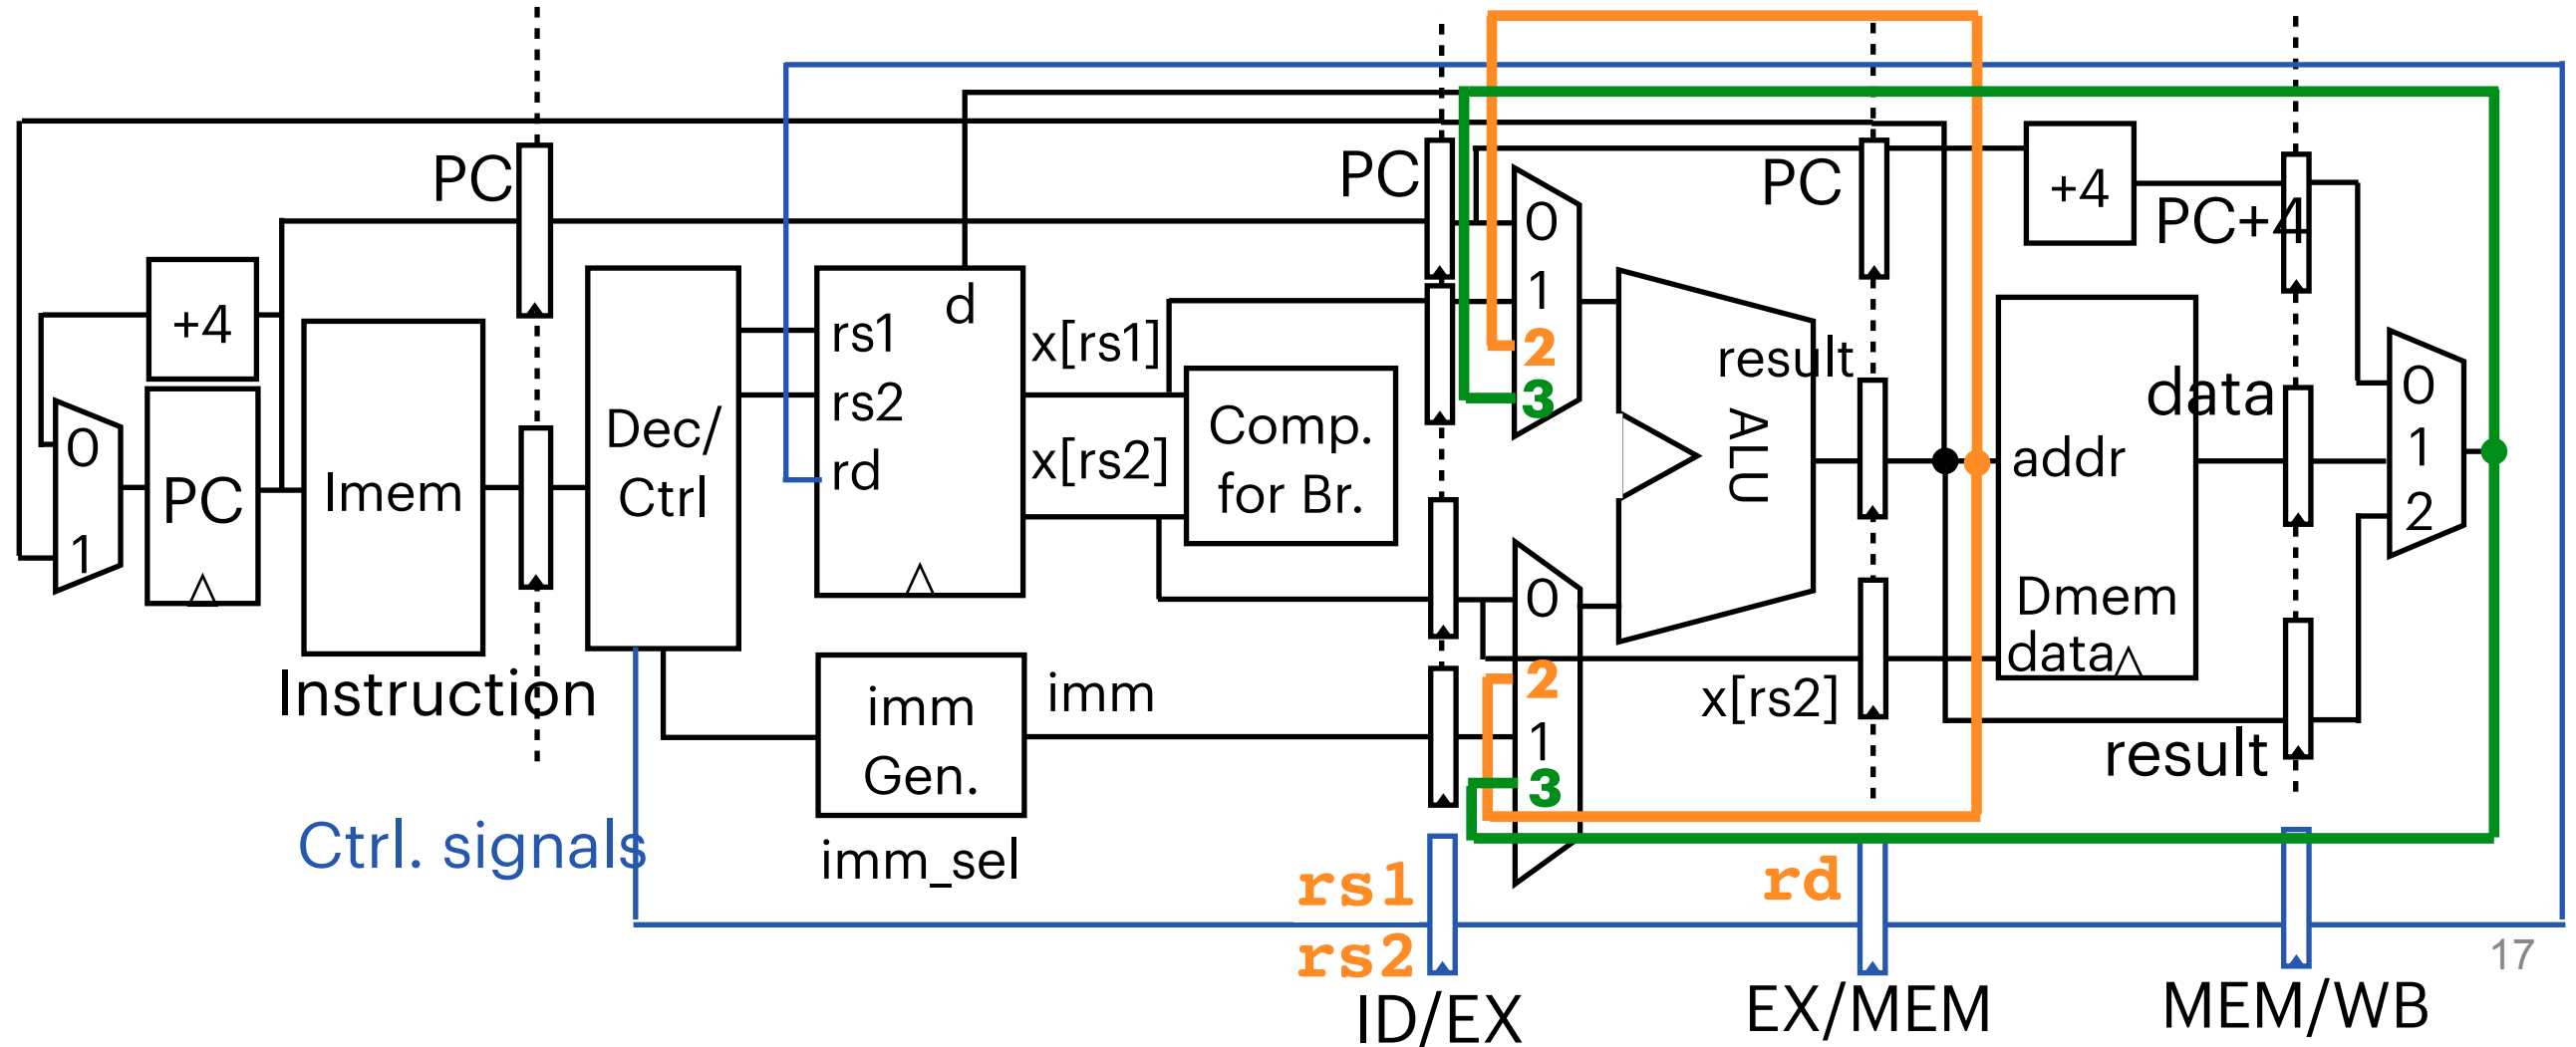 PC
PC
PC
+4
PC+4
+4
0
1
PC
Imem
Instruction
Dec/
Ctrl
d
rs1
rs2
rd
x[rs1]
x[rs2]
Comp.
for Br.
imm
Gen.
imm
imm_sel
0
1
2
3
0
2
1
3
ALU
result
x[rs2]
addr
Dmem
data
data
result
0
1
2
Ctrl. signals
rs1
rs2
rd
ID/EX
EX/MEM
MEM/WB
17